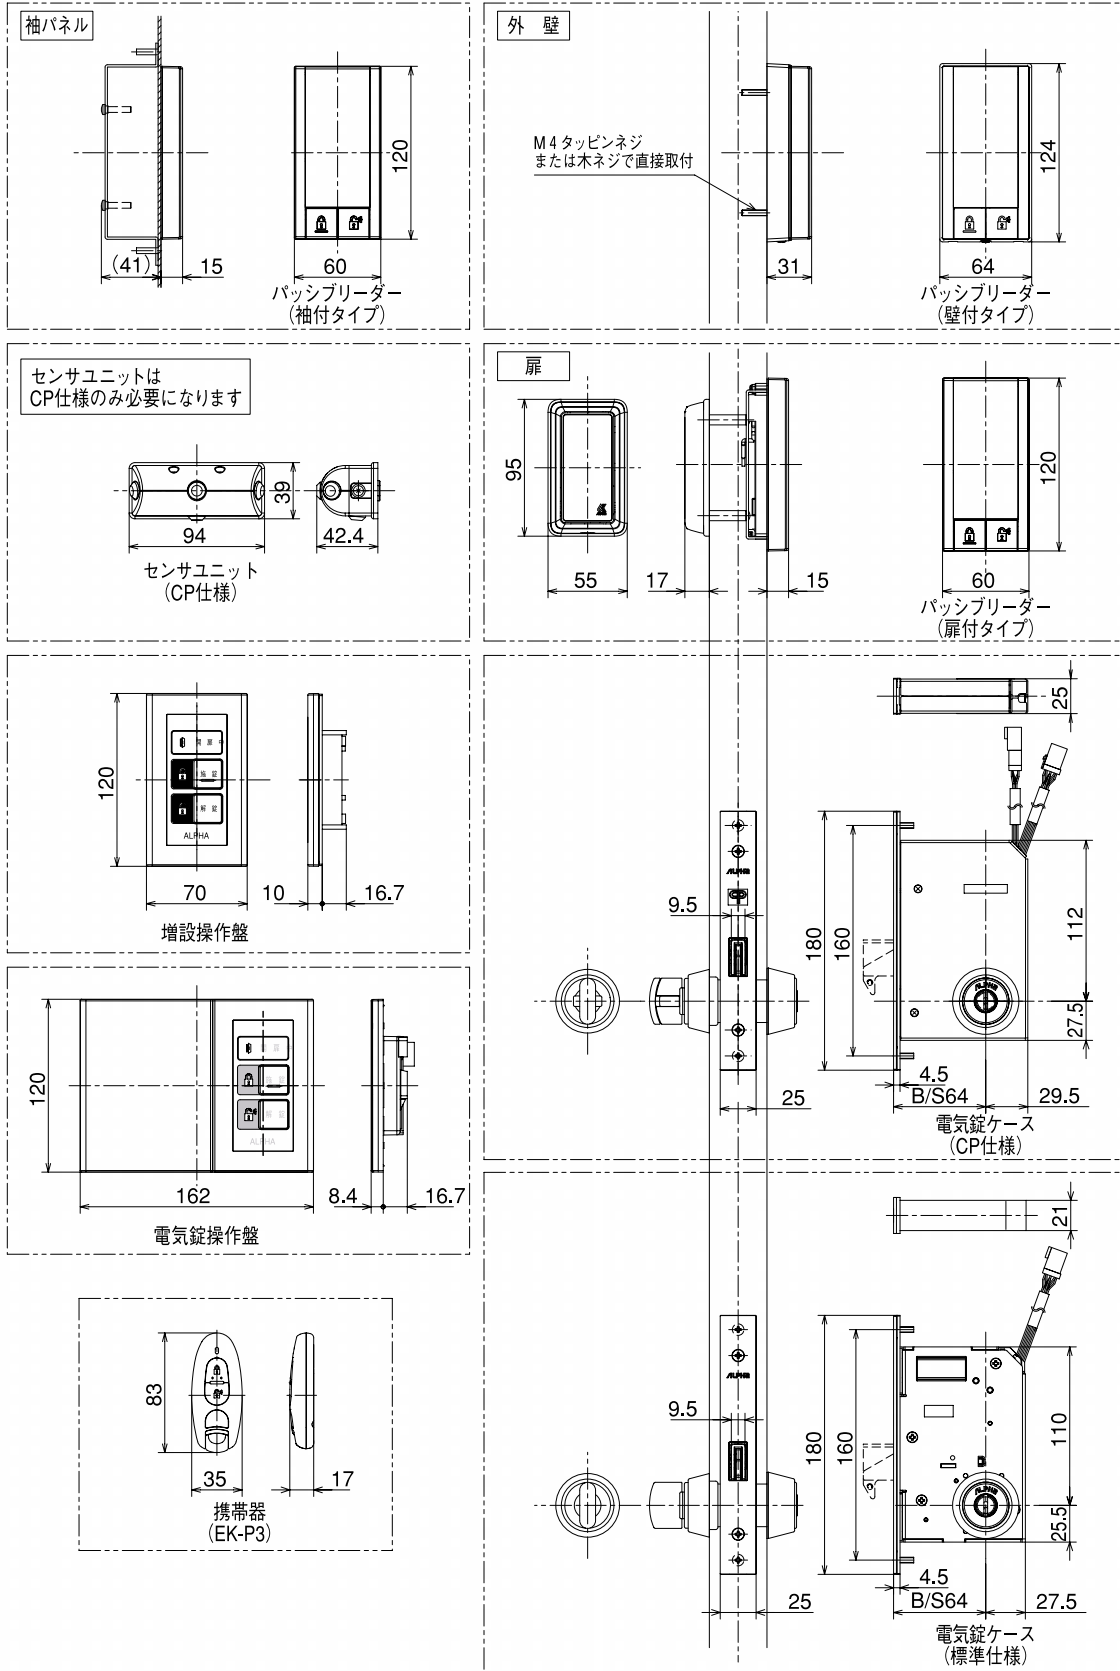 袖パネル
120
(41)
15
60
パッシブリーダー
(袖付タイプ)
外 壁
M4タッピンネジ
または木ネジで直接取付
124
31
64
パッシブリーダー
(壁付タイプ)
センサユニットは
CP仕様のみ必要になります
39
94
42.4
センサユニット
(CP仕様)
扉
95
120
55
17
15
60
パッシブリーダー
(扉付タイプ)
120
施 錠
解 錠
ALPHA
70
10
16.7
増設操作盤
120
ALPHA
162
8.4
16.7
電気錠操作盤
83
35
17
携帯器
(EK-P3)
25
ALPHA
9.5
180
160
112
ALPHA
27.5
4.5
25
B/S64
29.5
電気錠ケース
(CP仕様)
21
ALPHA
9.5
180
160
110
ALPHA
25.5
4.5
25
B/S64
27.5
電気錠ケース
(標準仕様)